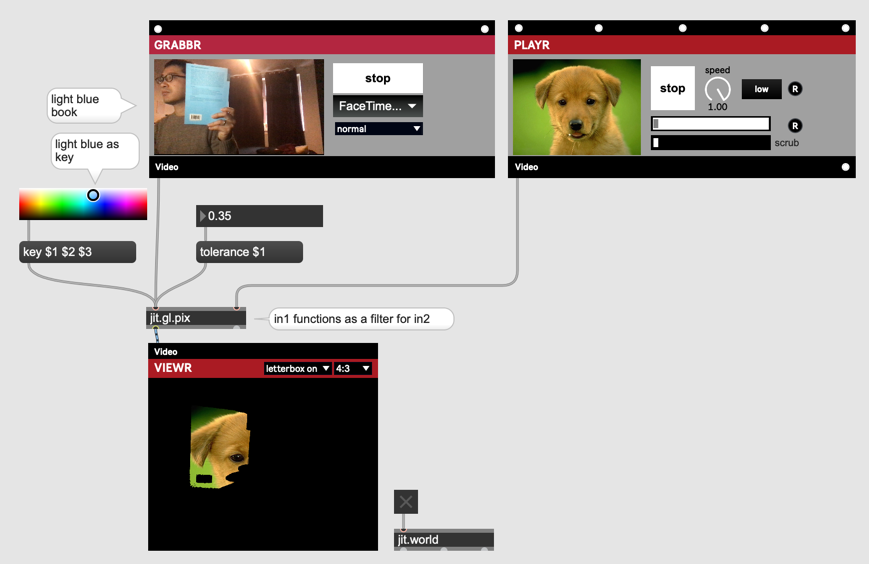 GRABBR
PLAYR
stop
FaceTime...
normal
stop
speed
1.00
low
R
R
scrub
Video
Video
light blue
book
light blue as
key
0.35
key $1 $2 $3
tolerance $1
jit.gl.pix
in1 functions as a filter for in2
Video
VIEWR
letterbox on
4:3
jit.world